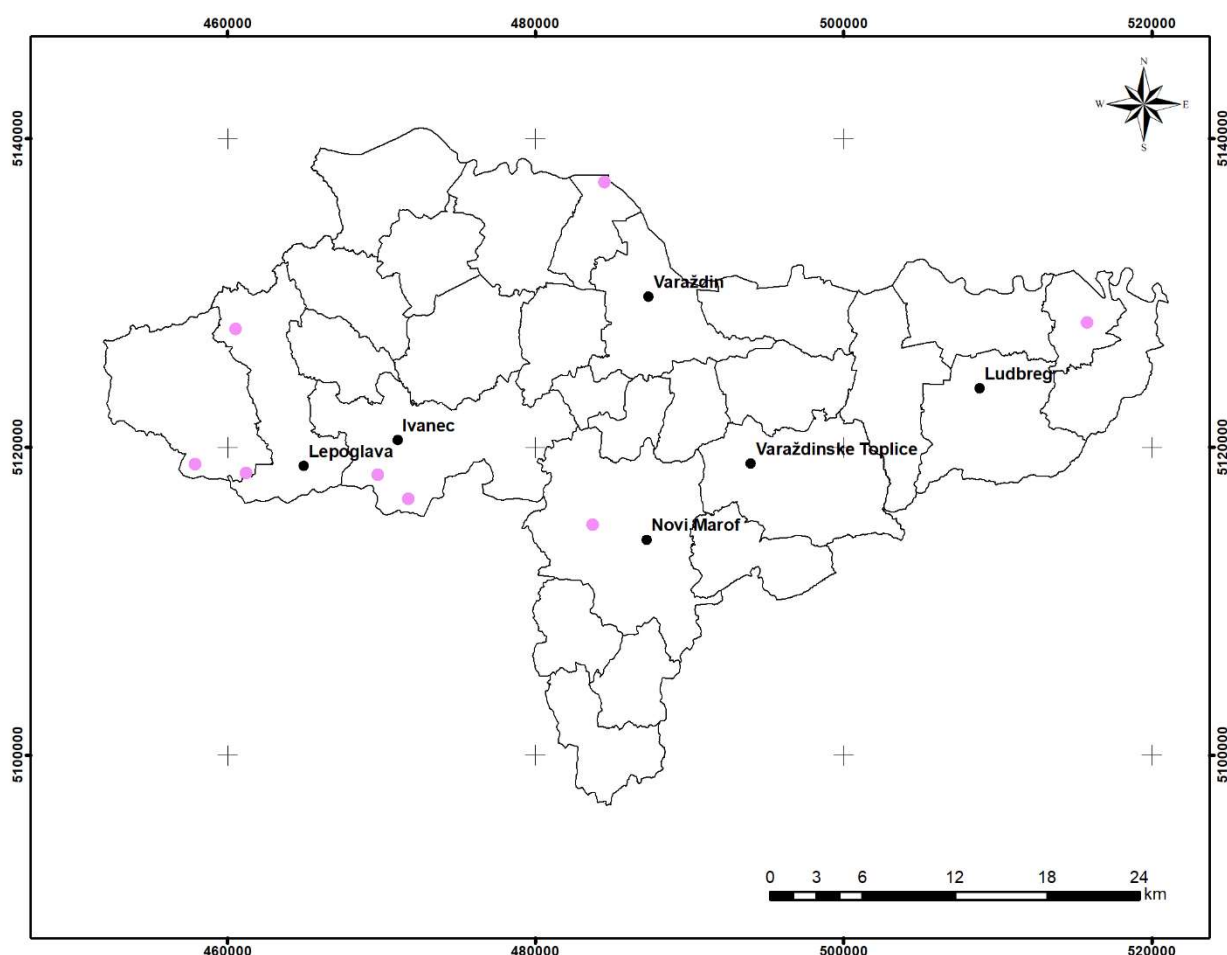 460000 480000 500000 520000
N
W E
S
5140000 5140000
Varaždin
Ludbreg
Ivanec
Lepoglava
Varaždinske Toplice
5120000 5120000
Novi Marof
5100000 5100000
0 3 6 12 18 24
km
460000 480000 500000 520000